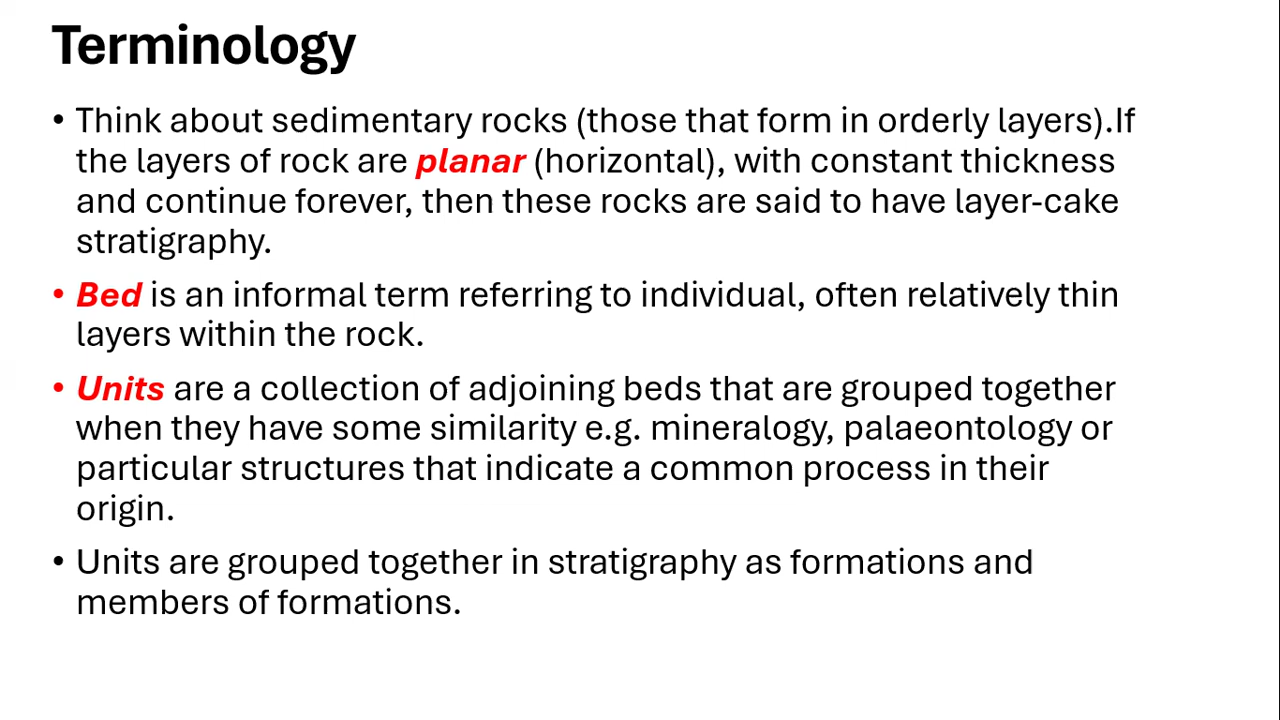 Terminology
• Think about sedimentary rocks (those that form in orderly layers).If
the layers of rock are planar (horizontal), with constant thickness
and continue forever, then these rocks are said to have layer-cake
stratigraphy.
• Bed is an informal term referring to individual, often relatively thin
layers within the rock.
• Units are a collection of adjoining beds that are grouped together
when they have some similarity e.g. mineralogy, palaeontology or
particular structures that indicate a common process in their
origin.
• Units are grouped together in stratigraphy as formations and
members of formations.